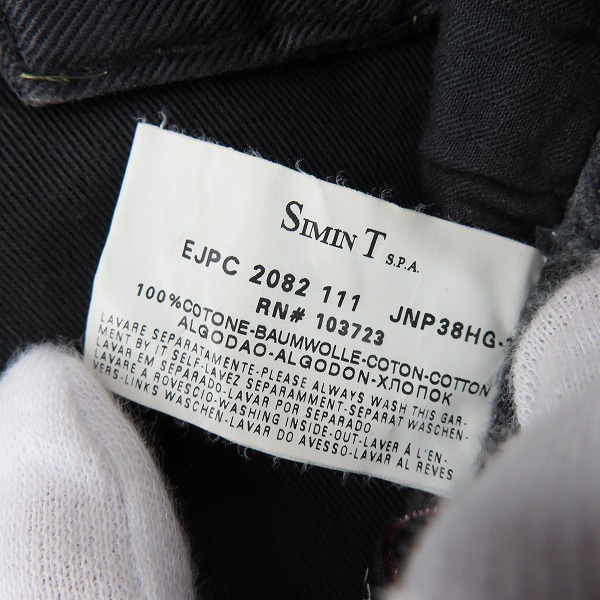 SIMIN T S.P.A.
EJPC 2082 111 JNP38HG-
RN# 103723
100%COTONE-BAUMWOLLE-COTON-COTTON
ALGODAO-ALGODON-ХЛОПОК
LAVARE SEPARATAMENTE-PLEASE ALWAYS WASH THIS GAR-
MENT BY IT SELF-LAVEZ SEPARAMMENT-SEPARAT WASCHEN-
LAVAR EM SEPARADO-LAVAR POR SEPARADO
LAVARE A ROVESCIO-WASHING INSIDE-OUT-LAVER À L'EN-
VERS-LINKS WASCHEN-LAVAR DO AVESSO-LAVAR AL REVES